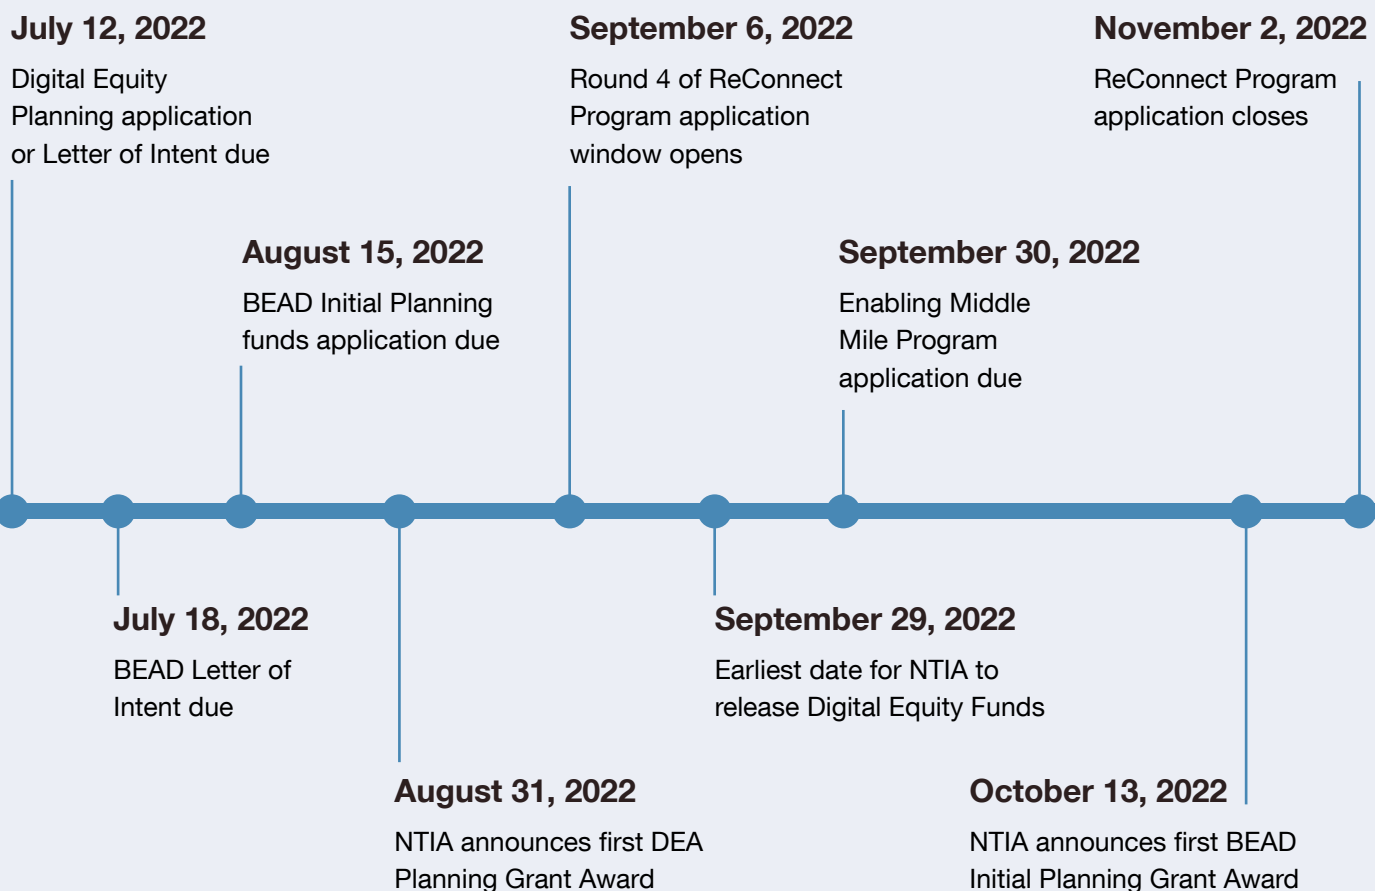 July 12, 2022
Digital Equity
Planning application
or Letter of Intent due
September 6, 2022
Round 4 of ReConnect
Program application
window opens
November 2, 2022
ReConnect Program
application closes
August 15, 2022
BEAD Initial Planning
funds application due
September 30, 2022
Enabling Middle
Mile Program
application due
July 18, 2022
BEAD Letter of
Intent due
September 29, 2022
Earliest date for NTIA to
release Digital Equity Funds
August 31, 2022
NTIA announces first DEA
Planning Grant Award
October 13, 2022
NTIA announces first BEAD
Initial Planning Grant Award